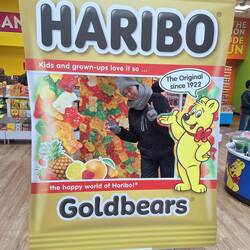 HARIBO
Kids and grown-ups love it so ...
The Original
since 1922
the happy world of Haribo!
Goldbears